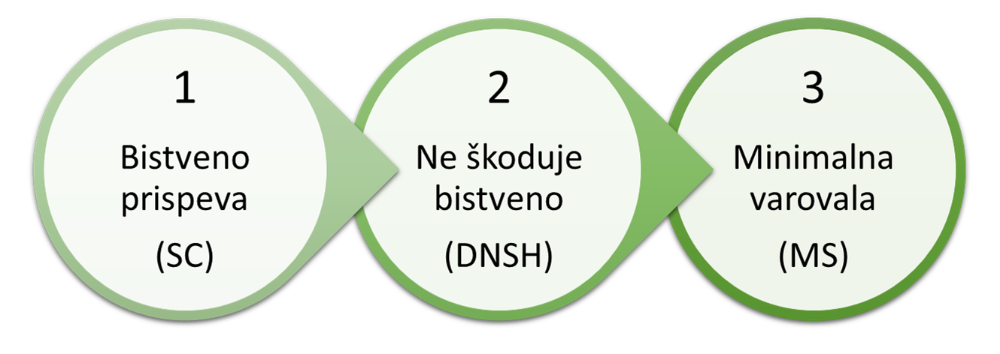 1
Bistveno
prispeva
(SC)
2
Ne škoduje
bistveno
(DNSH)
3
Minimalna
varovala
(MS)